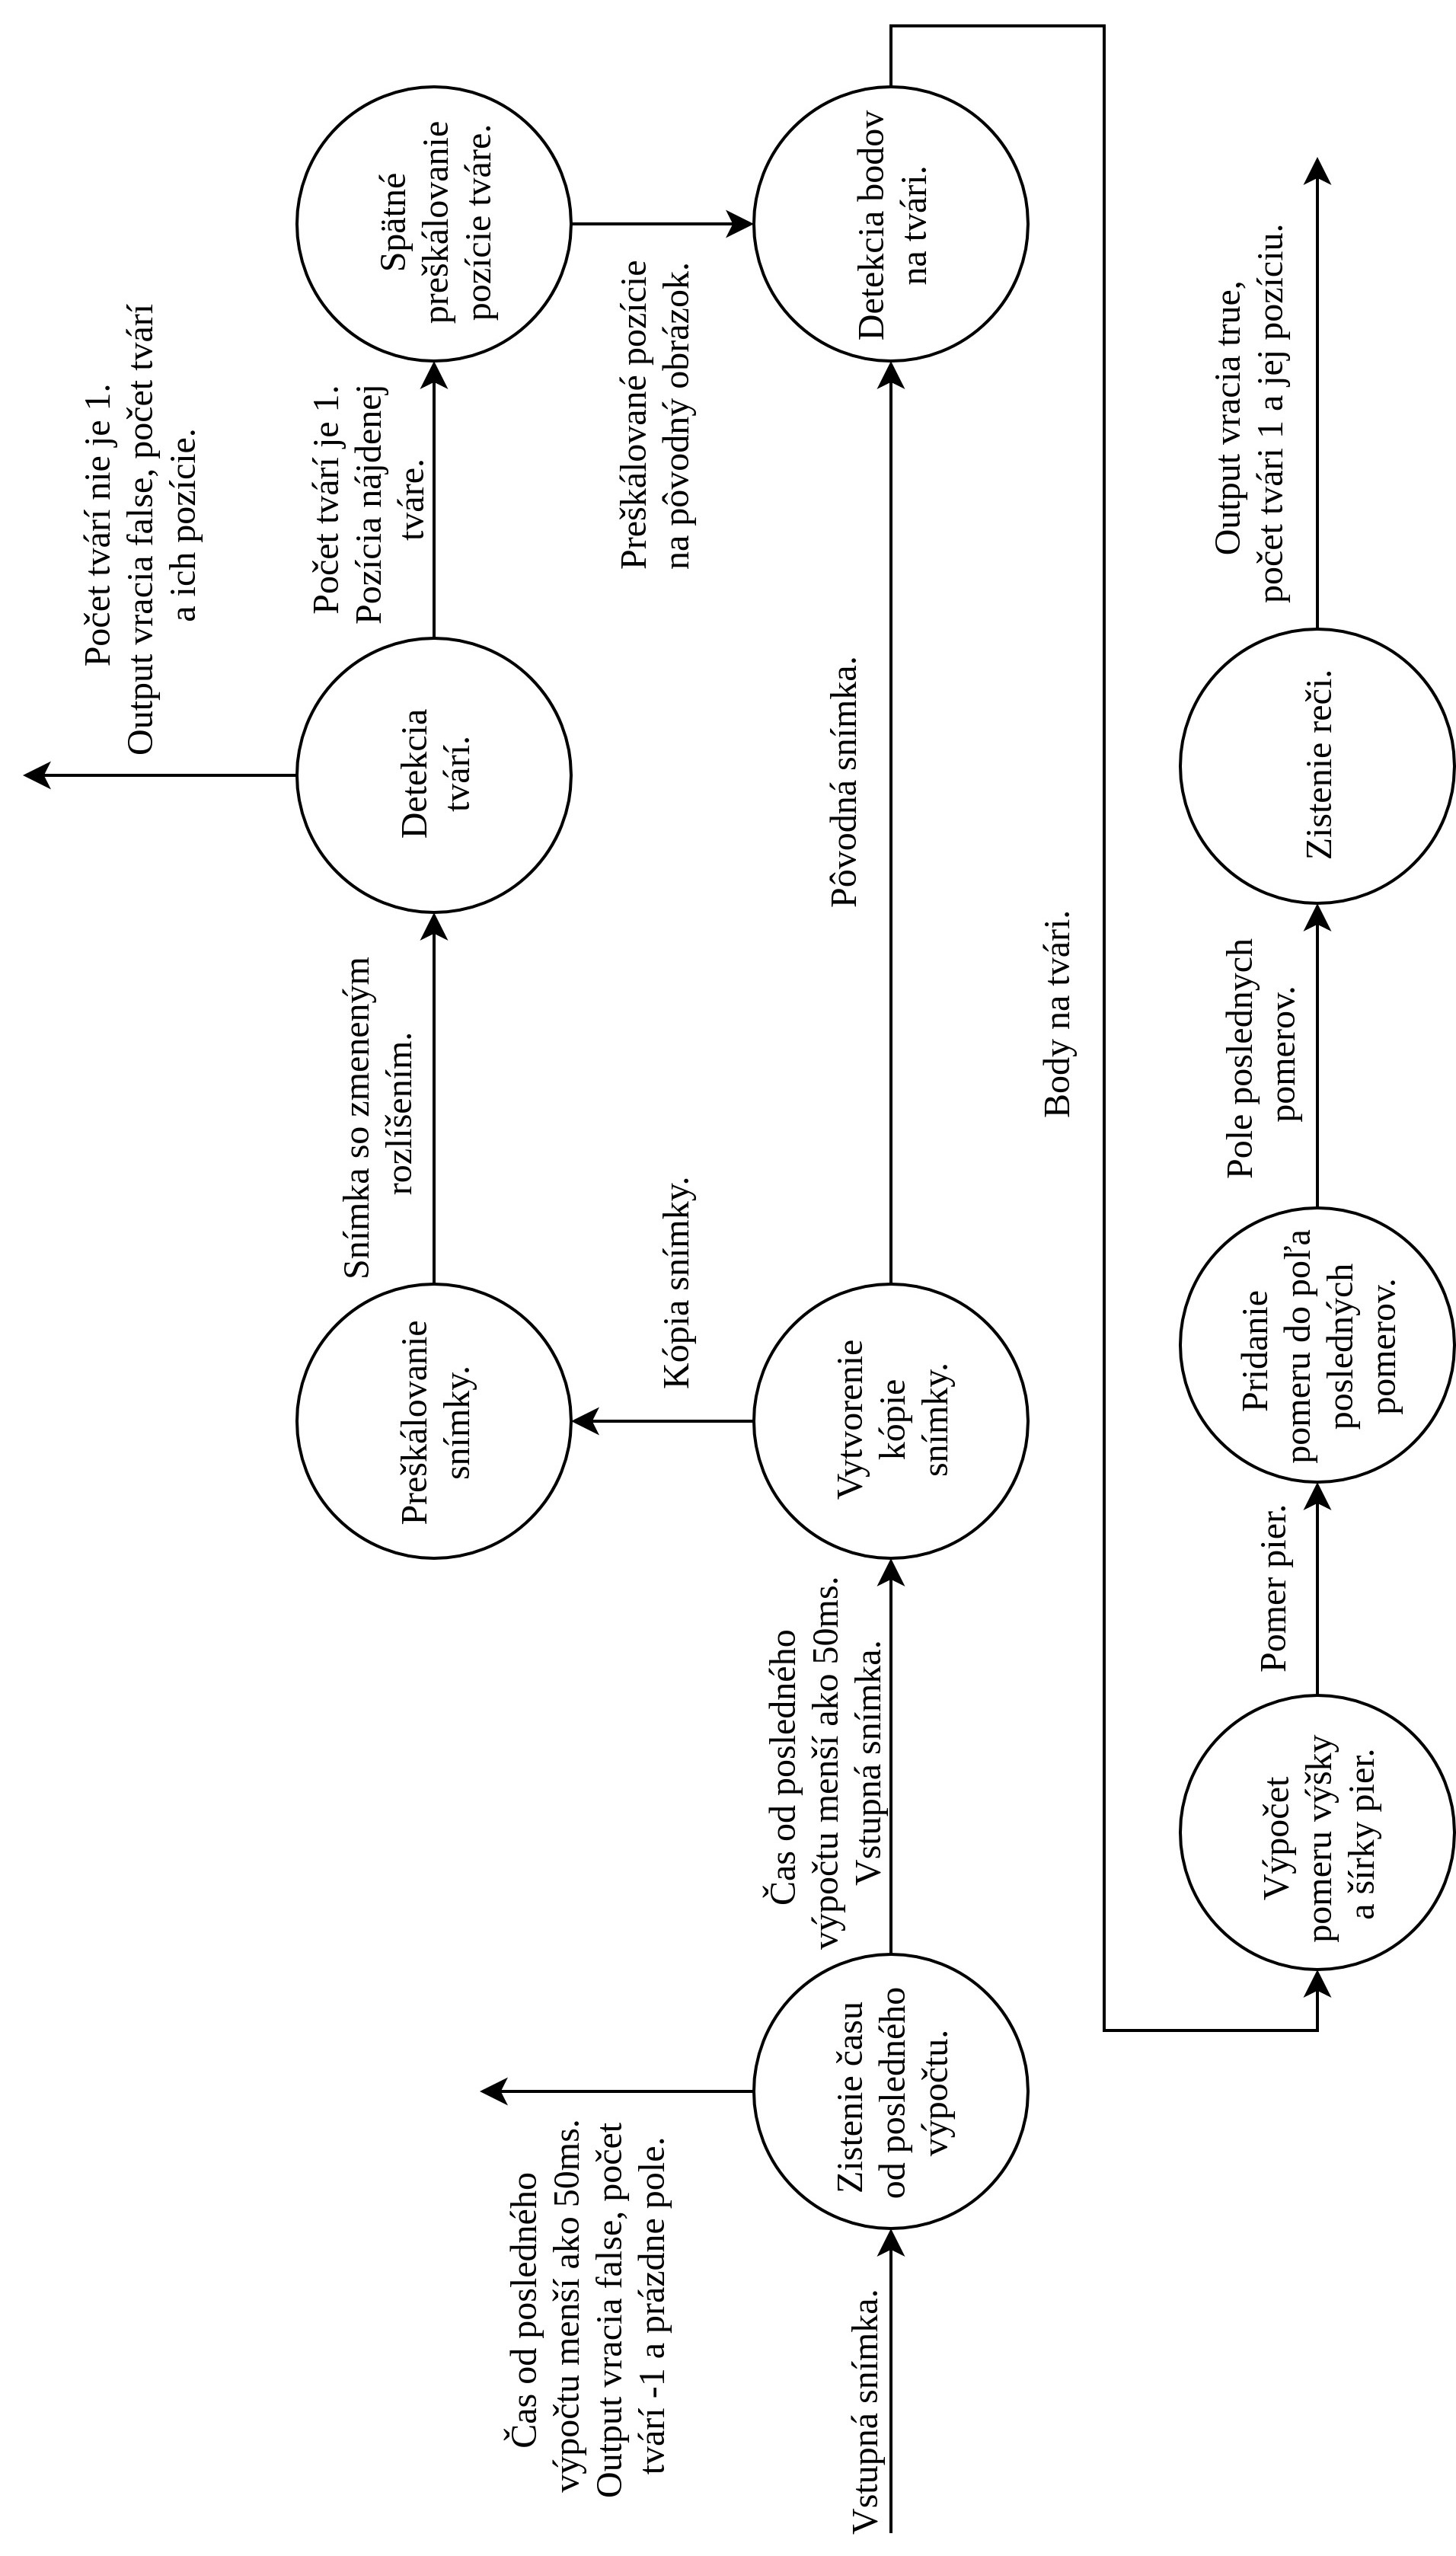 Počet tvárí nie je 1.
Output vracia false, počet tvárí
a ich pozície.
Snímka so zmeneným
rozlíšením.
Počet tvárí je 1.
Pozícia nájdenej
tváre.
Preškálovanie
snímky.
Detekcia
tvárí.
Spätné
preškálovanie
pozície tváre.
Čas od posledného
výpočtu menší ako 50ms.
Output vracia false, počet
tvárí -1 a prázdne pole.
Kópia snímky.
Preškálované pozície
na pôvodný obrázok.
Vstupná snímka.
Zistenie času
od posledného
výpočtu.
Čas od posledného
výpočtu menší ako 50ms.
Vstupná snímka.
Vytvorenie
kópie
snímky.
Pôvodná snímka.
Detekcia bodov
na tvári.
Body na tvári.
Výpočet
pomeru výšky
a šírky pier.
Pomer pier.
Pridanie
pomeru do poľa
posledných
pomerov.
Pole poslednych
pomerov.
Zistenie reči.
Output vracia true,
počet tvári 1 a jej pozíciu.